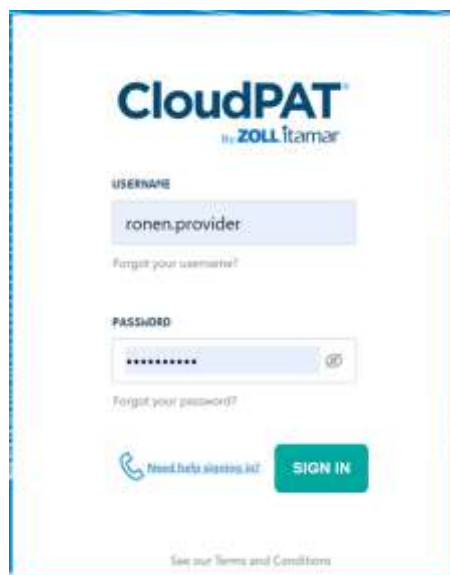 CloudPAT
By ZOLL itamar
USERNAME
ronen.provider
Forgot your username?
PASSWORD
••••••••••
Forgot your password?
Need help signing in?
SIGN IN
See our Terms and Conditions